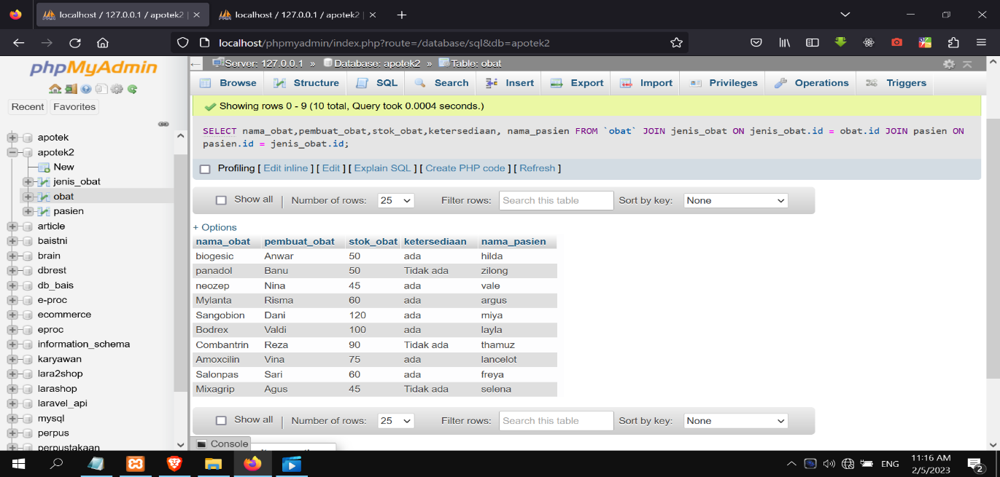 localhost / 127.0.0.1 / apotek2 |
localhost / 127.0.0.1 / apotek2 |
localhost/phpmyadmin/index.php?route=/database/sql&db=apotek2
phpMyAdmin
Recent Favorites
apotek
apotek2
New
jenis_obat
obat
pasien
article
baistni
brain
dbrest
db_bais
e-proc
ecommerce
eproc
information_schema
karyawan
lara2shop
larashop
laravel_api
mysql
perpus
perpustakaan
Server: 127.0.0.1 » Database: apotek2 » Table: obat
Browse Structure SQL Search Insert Export Import Privileges Operations Triggers
Showing rows 0 - 9 (10 total, Query took 0.0004 seconds.)
SELECT nama_obat,pembuat_obat,stok_obat,ketersediaan, nama_pasien FROM `obat` JOIN jenis_obat ON jenis_obat.id = obat.id JOIN pasien ON
pasien.id = jenis_obat.id;
Profiling [ Edit inline ] [ Edit ] [ Explain SQL ] [ Create PHP code ] [ Refresh ]
Show all | Number of rows: 25 Filter rows: Search this table Sort by key: None
+ Options
nama_obat pembuat_obat stok_obat ketersediaan nama_pasien
biogesic Anwar 50 ada hilda
panadol Banu 50 Tidak ada zilong
neozep Nina 45 ada vale
Mylanta Risma 60 ada argus
Sangobion Dani 120 ada miya
Bodrex Valdi 100 ada layla
Combantrin Reza 90 Tidak ada thamuz
Amoxcilin Vina 75 ada lancelot
Salonpas Sari 60 ada freya
Mixagrip Agus 45 Tidak ada selena
Show all | Number of rows: 25 Filter rows: Search this table Sort by key: None
Console
ENG
11:16 AM
2/5/2023
2